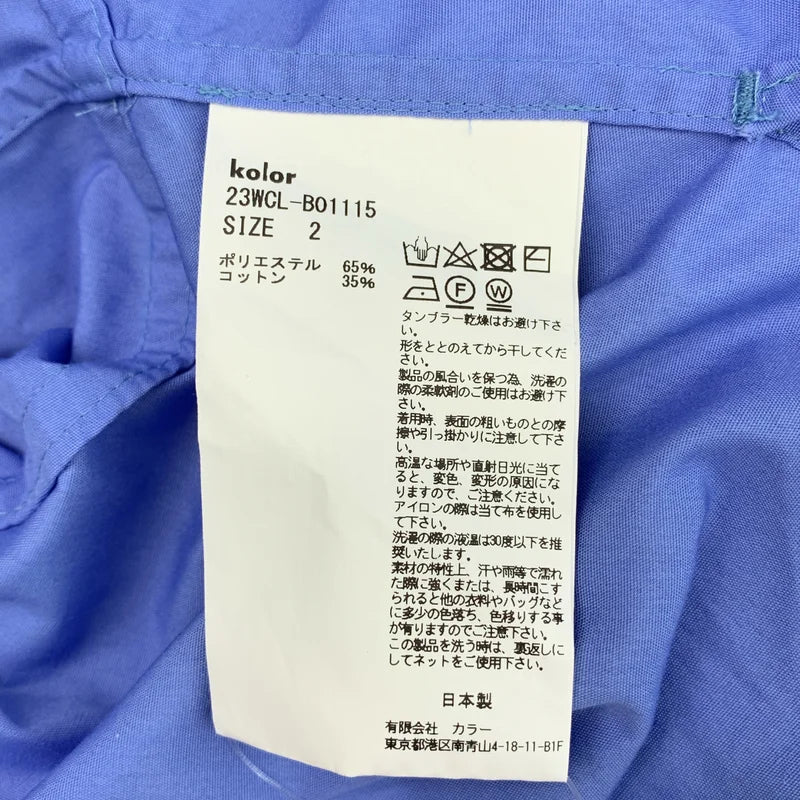 kolor
23WCL-B01115
SIZE 2
ポリエステル 65%
コットン 35%
F
W
タンブラー乾燥はお避け下さ
い。
形をととのえてから干してくだ
さい。
製品の風合いを保つ為、洗濯の
際の柔軟剤のご使用はお避け下
さい。
着用時、表面の粗いものとの摩
擦や引っ掛かりに注意して下さ
い。
高温な場所や直射日光に当て
ると、変色、変形の原因にな
りますので、ご注意ください。
アイロンの際は当て布を使用し
て下さい。
洗濯の際の液温は30度以下を推
奨いたします。
素材の特性上、汗や雨等で濡れ
た際に強くまたは、長時間こす
られると他の衣料やバッグなど
に多少の色落ち、色移りする事
が有りますのでご注意下さい。
この製品を洗う時は、裏返しに
してネットをご使用下さい。
日本製
有限会社 カラー
東京都港区南青山4-18-11-B1F